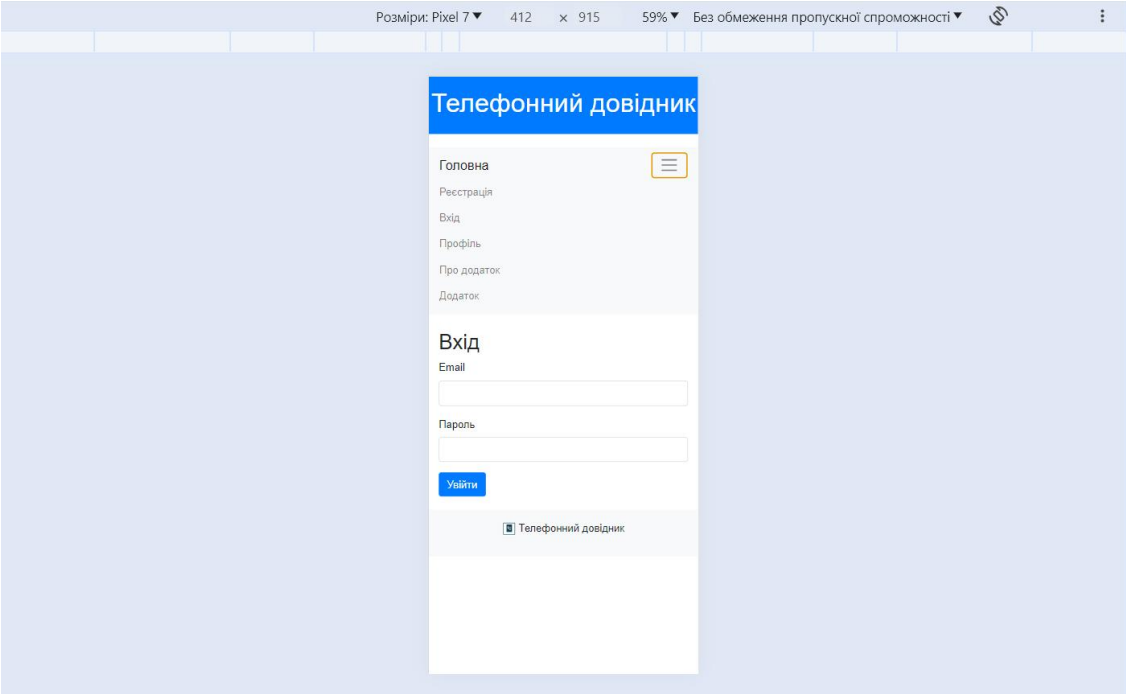 Розміри: Pixel 7 412 × 915 59% Без обмеження пропускної спроможності
Телефонний довідник
Головна
Реєстрація
Вхід
Профіль
Про додаток
Додаток
Вхід
Email
Пароль
Увійти
Телефонний довідник